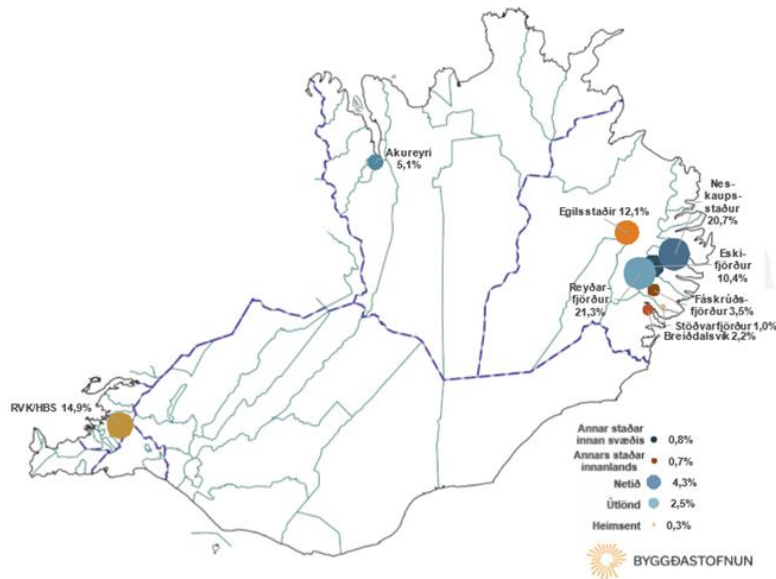 Akureyri
5,1%
Nes-
kaups-
staður
20,7%
Egilsstaðir 12,1%
Eski-
fjörður
10,4%
Reyðar-
fjörður
21,3%
Fáskrúðs-
fjörður 3,5%
Stöðvarfjörður 1,0%
Breiðdalsvík 2,2%
RVK/HBS 14,9%
Annar staðar
innan svæðis 0,8%
Annars staðar
innanlands 0,7%
Netið 4,3%
Útlönd 2,5%
Heimsent 0,3%
BYGGÐASTOFNUN